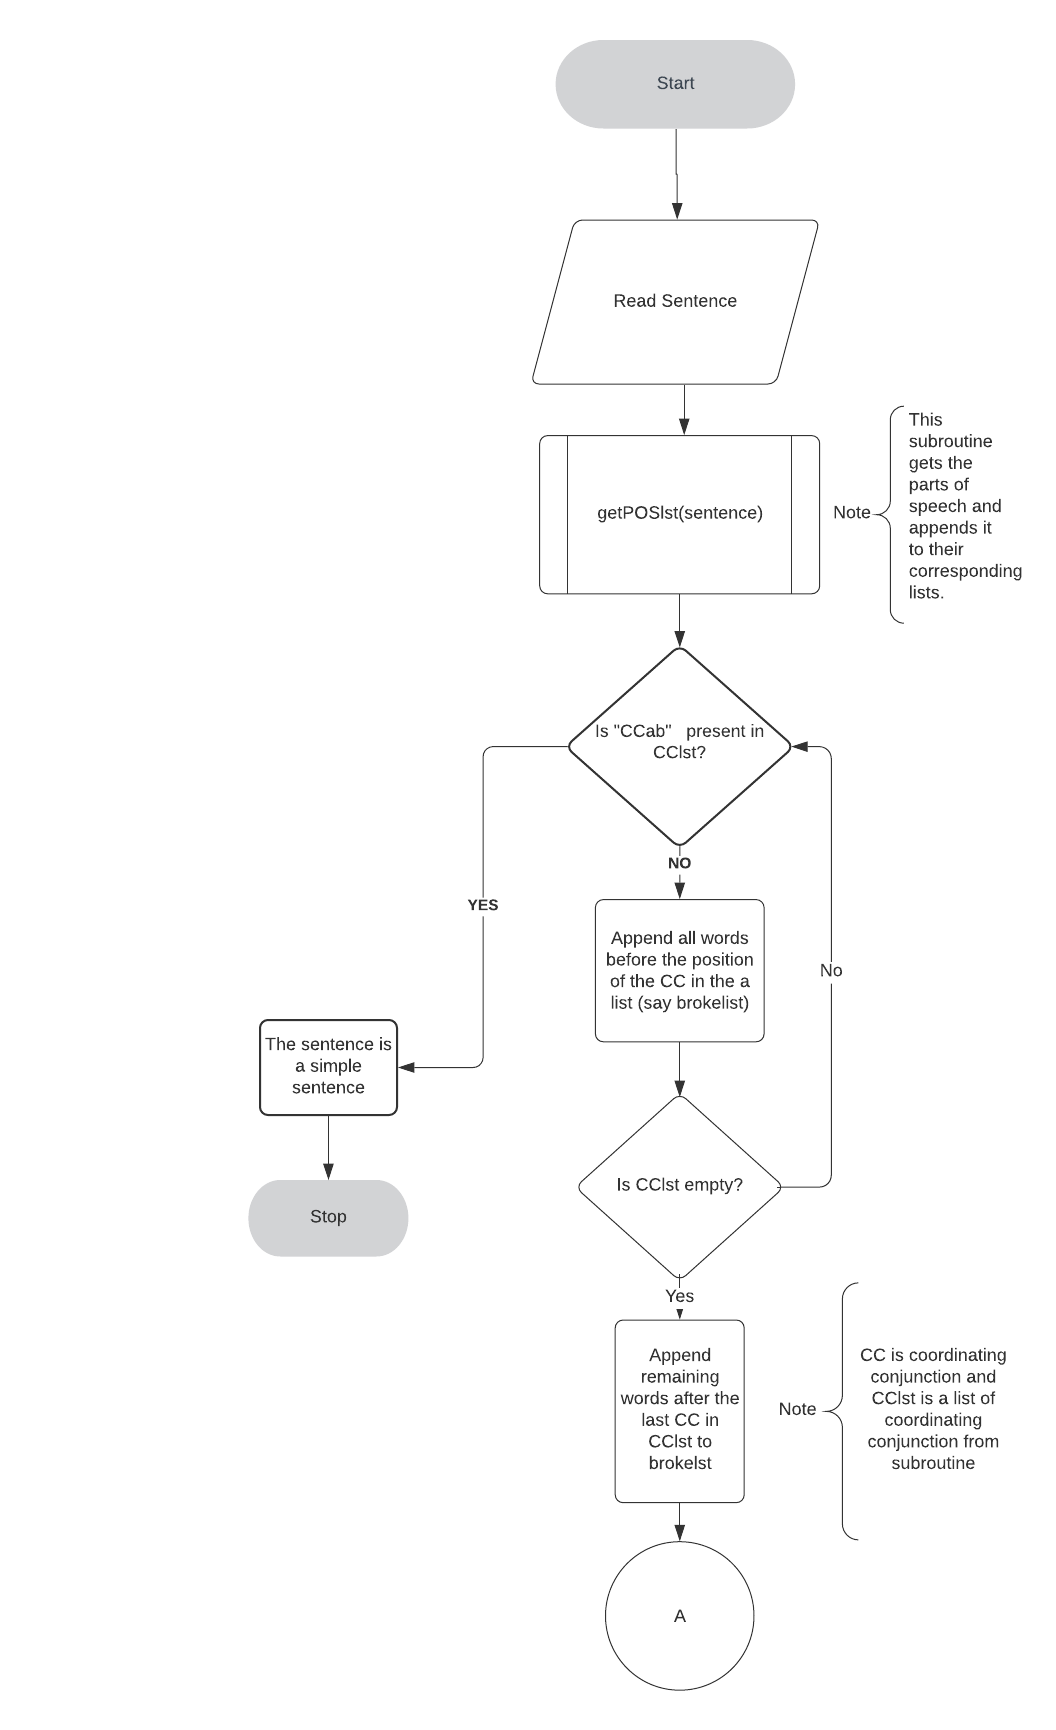 Start
Read Sentence
getPOSlst(sentence)
Note
This
subroutine
gets the
parts of
speech and
appends it
to their
corresponding
lists.
Is "CCab"   present in
CClst?
NO
YES
Append all words
before the position
of the CC in the a
list (say brokelist)
No
The sentence is
a simple
sentence
Is CClst empty?
Stop
Yes
Append
remaining
words after the
last CC in
CClst to
brokelst
Note
CC is coordinating
conjunction and
CClst is a list of
coordinating
conjunction from
subroutine
A